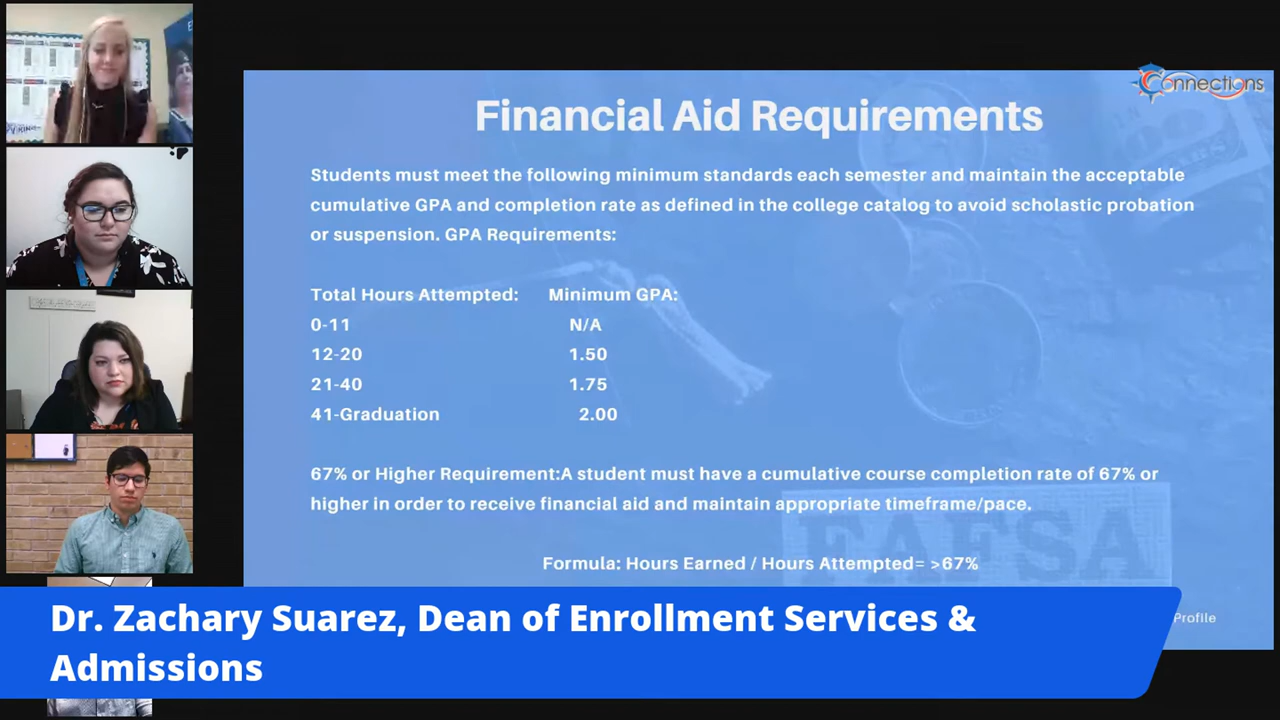 Connections
Financial Aid Requirements
Students must meet the following minimum standards each semester and maintain the acceptable
cumulative GPA and completion rate as defined in the college catalog to avoid scholastic probation
or suspension. GPA Requirements:
Total Hours Attempted: Minimum GPA:
0-11 N/A
12-20 1.50
21-40 1.75
41-Graduation 2.00
67% or Higher Requirement:A student must have a cumulative course completion rate of 67% or
higher in order to receive financial aid and maintain appropriate timeframe/pace.
FAFSA
Formula: Hours Earned / Hours Attempted= >67%
Profile
Dr. Zachary Suarez, Dean of Enrollment Services &
Admissions